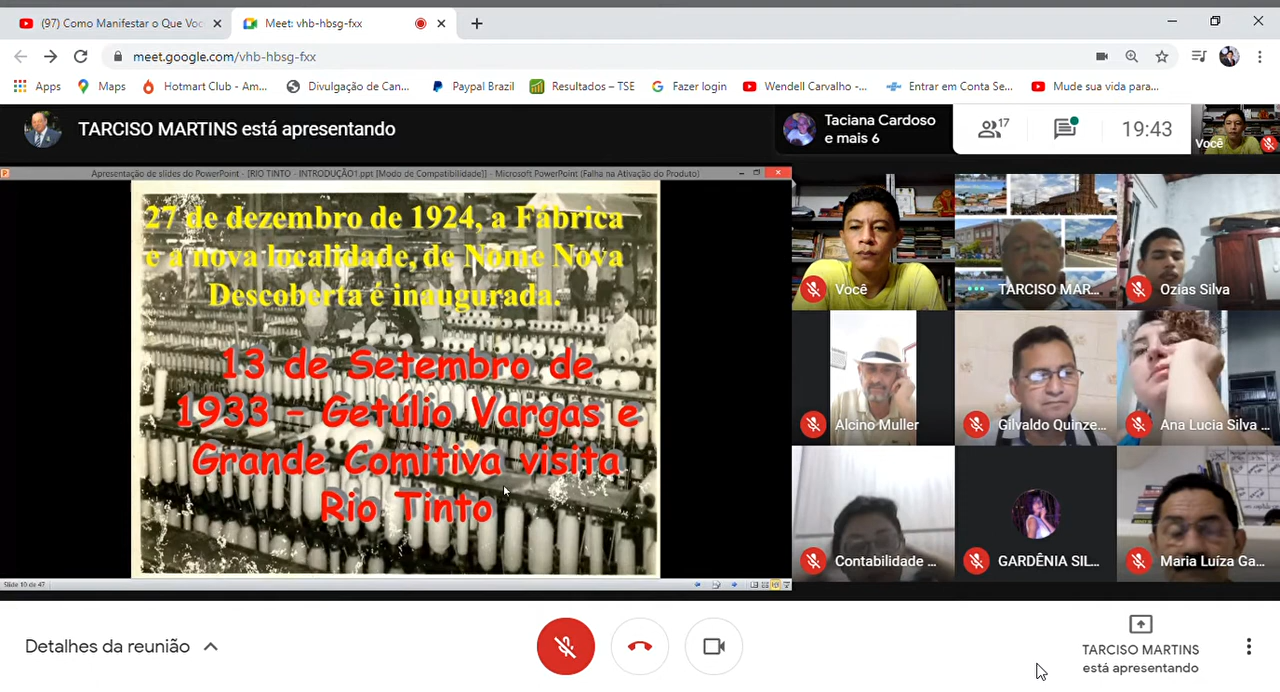 (97) Como Manifestar o Que Voc
Meet: vhb-hbsg-fxx
meet.google.com/vhb-hbsg-fxx
Apps
Maps
Hotmart Club - Am...
Divulgação de Can...
Paypal Brazil
Resultados – TSE
Fazer login
Wendell Carvalho -...
Entrar em Conta Se...
Mude sua vida para...
TARCISO MARTINS está apresentando
Taciana Cardoso
e mais 6
17
19:43
Você
Apresentação de slides do PowerPoint - [RIO TINTO - INTRODUÇÃO1.ppt [Modo de Compatibilidade]] - Microsoft PowerPoint (Falha na Ativação do Produto)
27 de dezembro de 1924, a Fábrica
e a nova localidade, de Nome Nova
Descoberta é inaugurada.
13 de Setembro de
1933 – Getúlio Vargas e
Grande Comitiva visita
Rio Tinto
Slide 10 de 47
Você
TARCISO MAR...
Ozias Silva
Alcino Muller
Gilvaldo Quinze...
Ana Lucia Silva ...
Contabilidade ...
GARDÊNIA SIL...
Maria Luíza Ga...
Detalhes da reunião
TARCISO MARTINS
está apresentando